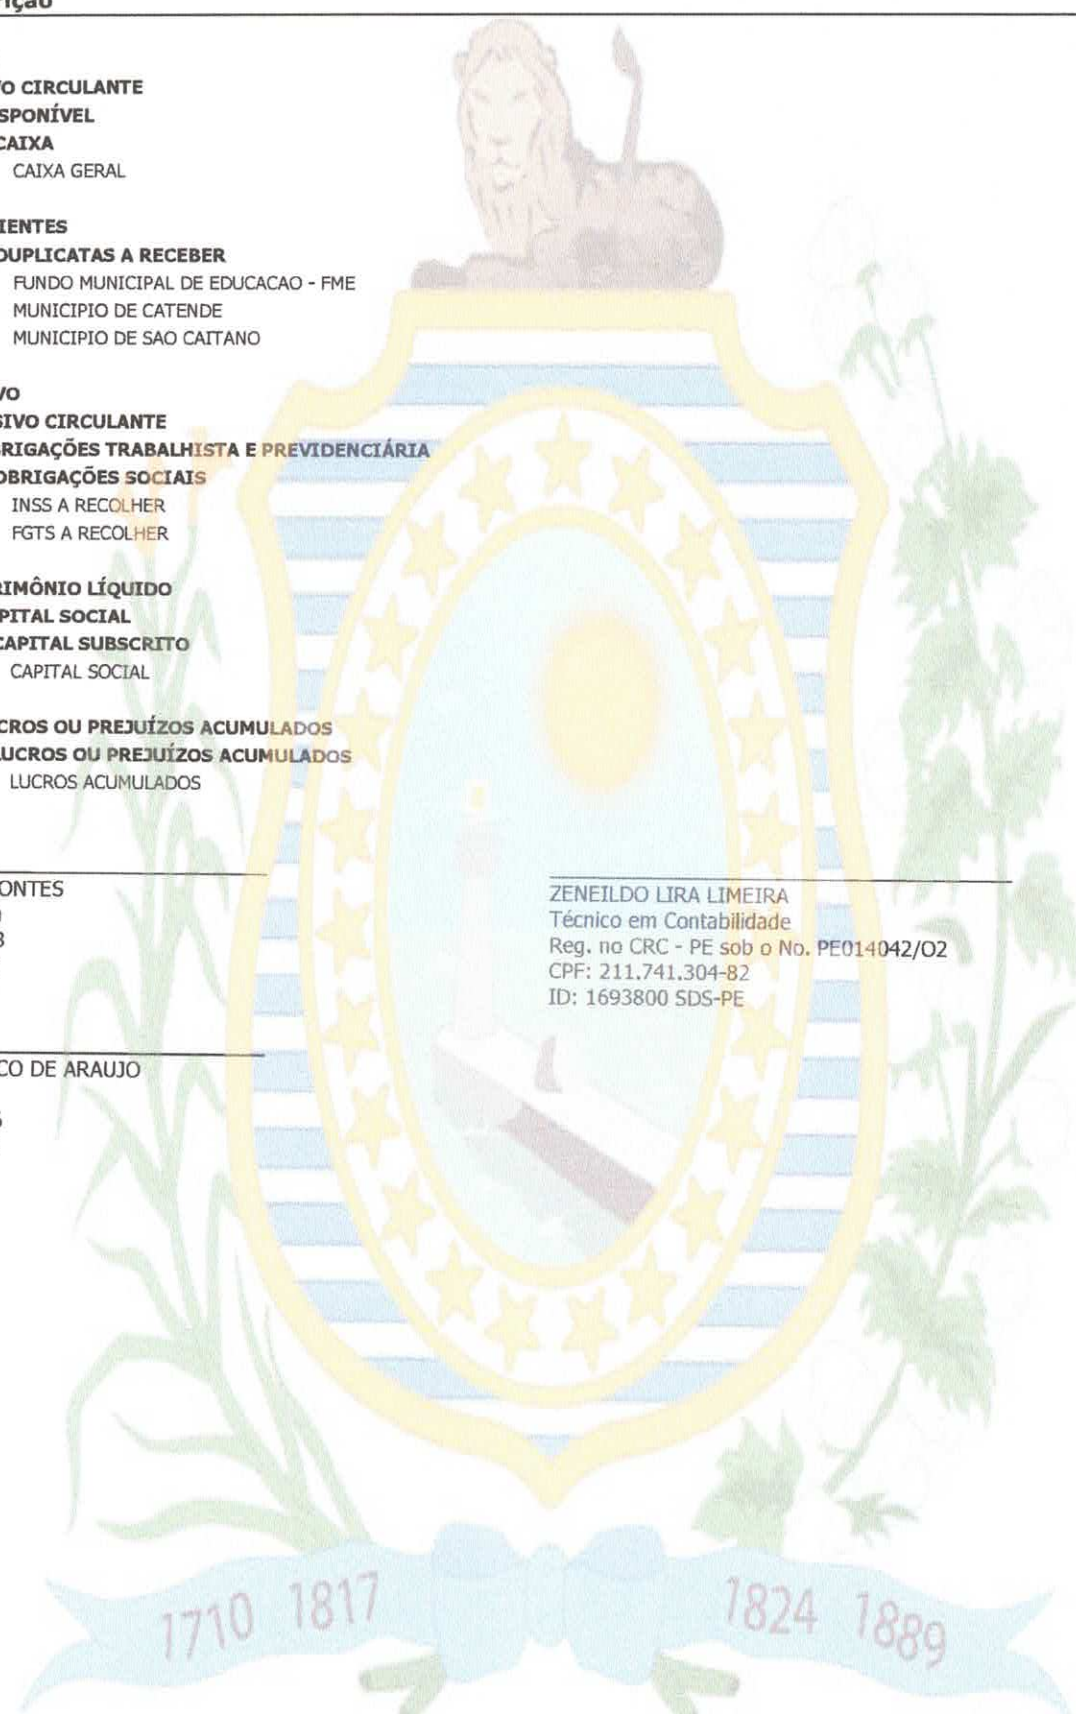 rição
O CIRCULANTE
SPONÍVEL
CAIXA
CAIXA GERAL
IENTES
DUPLICATAS A RECEBER
FUNDO MUNICIPAL DE EDUCACAO - FME
MUNICIPIO DE CATENDE
MUNICIPIO DE SAO CAITANO
VO
SIVO CIRCULANTE
BRIGAÇÕES TRABALHISTA E PREVIDENCIÁRIA
OBRIGAÇÕES SOCIAIS
INSS A RECOLHER
FGTS A RECOLHER
RIMÔNIO LÍQUIDO
PITAL SOCIAL
CAPITAL SUBSCRITO
CAPITAL SOCIAL
CROS OU PREJUÍZOS ACUMULADOS
LUCROS OU PREJUÍZOS ACUMULADOS
LUCROS ACUMULADOS
ONTES
ZENEILDO LIRA LIMEIRA
Técnico em Contabilidade
Reg. no CRC - PE sob o No. PE014042/O2
CPF: 211.741.304-82
ID: 1693800 SDS-PE
CO DE ARAUJO
1710 1817 1824 1889